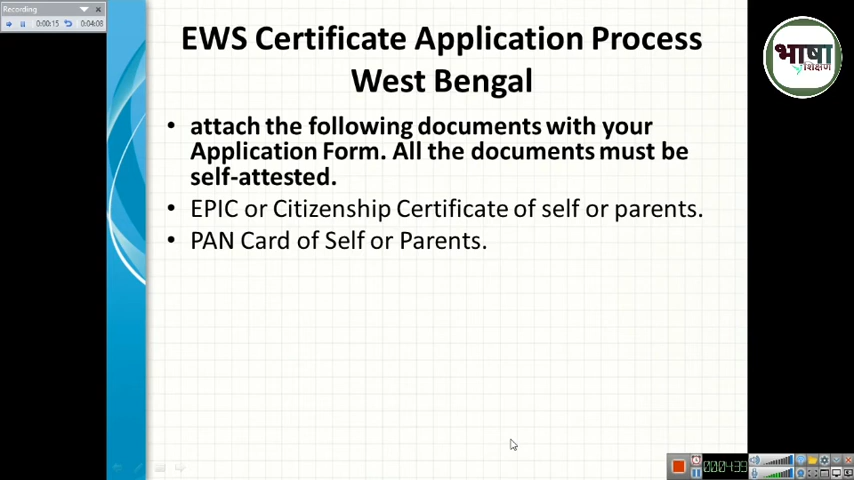 Recording
0:00:15
0:04:08
EWS Certificate Application Process
West Bengal
भाषा
शिक्षण
• attach the following documents with your
Application Form. All the documents must be
self-attested.
• EPIC or Citizenship Certificate of self or parents.
• PAN Card of Self or Parents.
000439